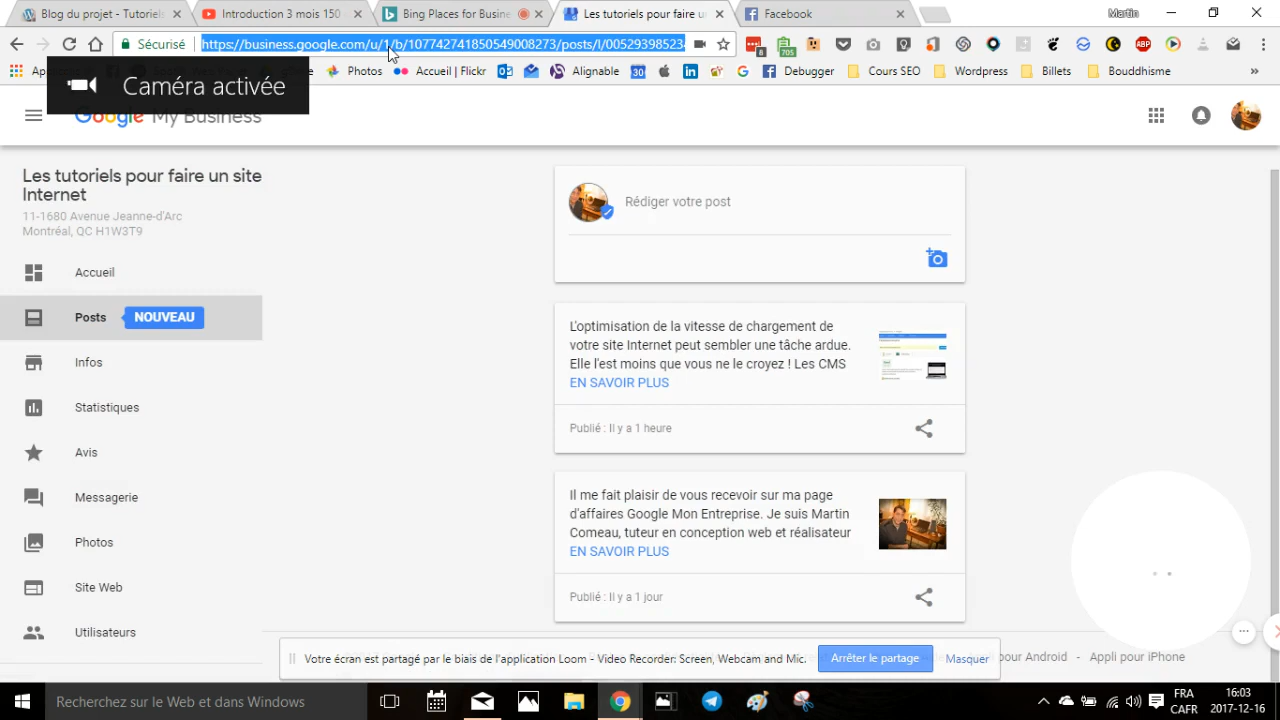 Blog du projet - Tutoriels
Introduction 3 mois 150
Bing Places for Busine
Les tutoriels pour faire u
Facebook
Martin
Sécurisé
https://business.google.com/u/1/b/107742741850549008273/posts/l/005293985234
Ap
Photos
Accueil | Flickr
Alignable
Debugger
Cours SEO
Wordpress
Billets
Bouddhisme
»
Caméra activée
Google My Business
Les tutoriels pour faire un site
Internet
11-1680 Avenue Jeanne-d'Arc
Montréal, QC H1W3T9
Accueil
Posts
NOUVEAU
Infos
Statistiques
Avis
Messagerie
Photos
Site Web
Utilisateurs
Rédiger votre post
L'optimisation de la vitesse de chargement de
votre site Internet peut sembler une tâche ardue.
Elle l'est moins que vous ne le croyez ! Les CMS
EN SAVOIR PLUS
Publié : Il y a 1 heure
Il me fait plaisir de vous recevoir sur ma page
d'affaires Google Mon Entreprise. Je suis Martin
Comeau, tuteur en conception web et réalisateur
EN SAVOIR PLUS
Publié : Il y a 1 jour
Votre écran est partagé par le biais de l'application Loom - Video Recorder: Screen, Webcam and Mic.
Arrêter le partage
Masquer
pour Android - Appli pour iPhone
Recherchez sur le Web et dans Windows
FRA
CAFR
16:03
2017-12-16